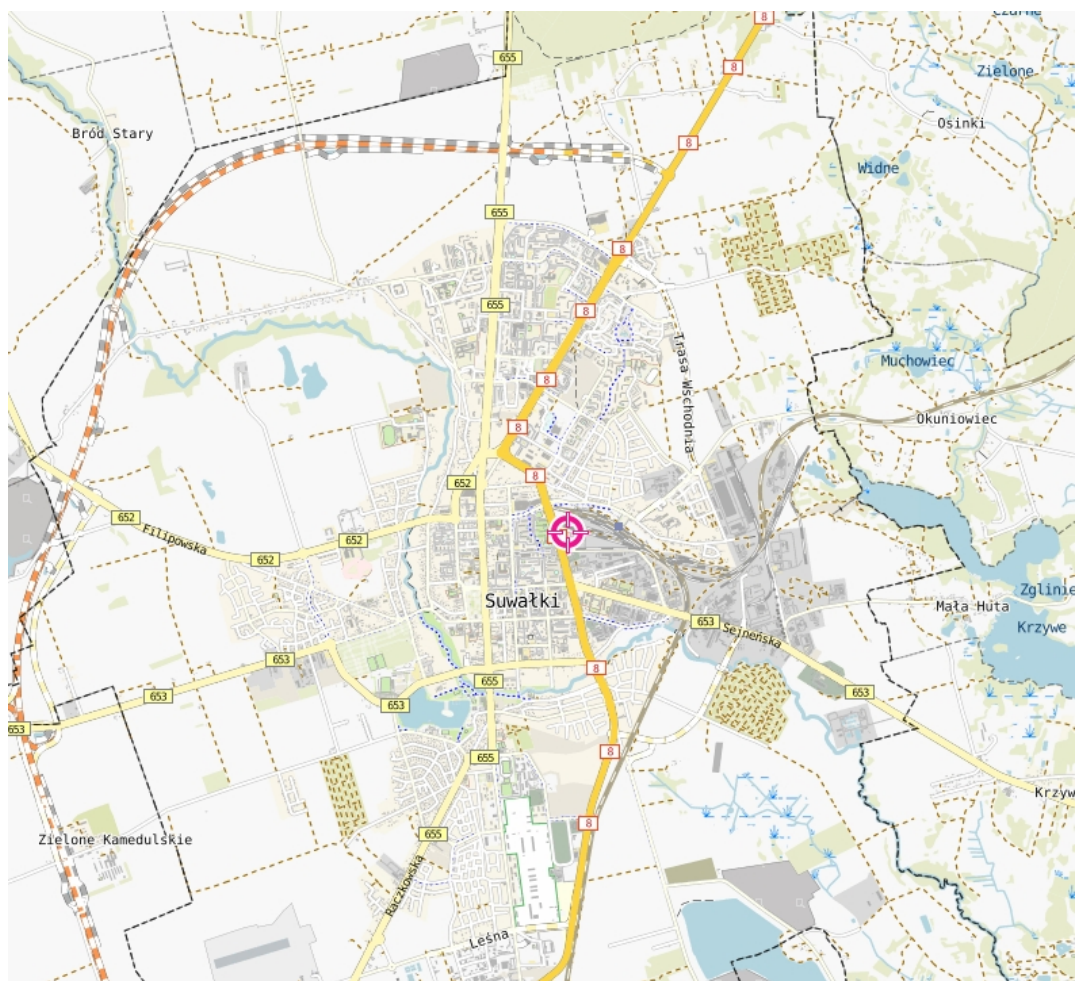 Czarne
8
655
8
Zielone
Osinki
Bród Stary
8
Widne
655
8
655
8
Trasa Wschodnia
Muchowiec
8
Okuniowiec
8
652
8
652
Filipowska
652
652
Zglinie
Suwałki
Mała Huta
653
Sejneńska
Krzywe
653
8
653
655
653
653
653
8
655
Krzyw
8
655
Zielone Kamedulskie
Raczkowska
Leśna